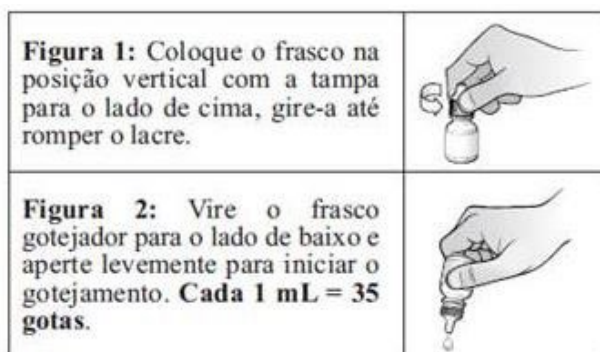 Figura 1: Coloque o frasco na
posição vertical com a tampa
para o lado de cima, gire-a até
romper o lacre.
Figura 2: Vire o frasco
gotejador para o lado de baixo e
aperte levemente para iniciar o
gotejamento. Cada 1 mL = 35
gotas.